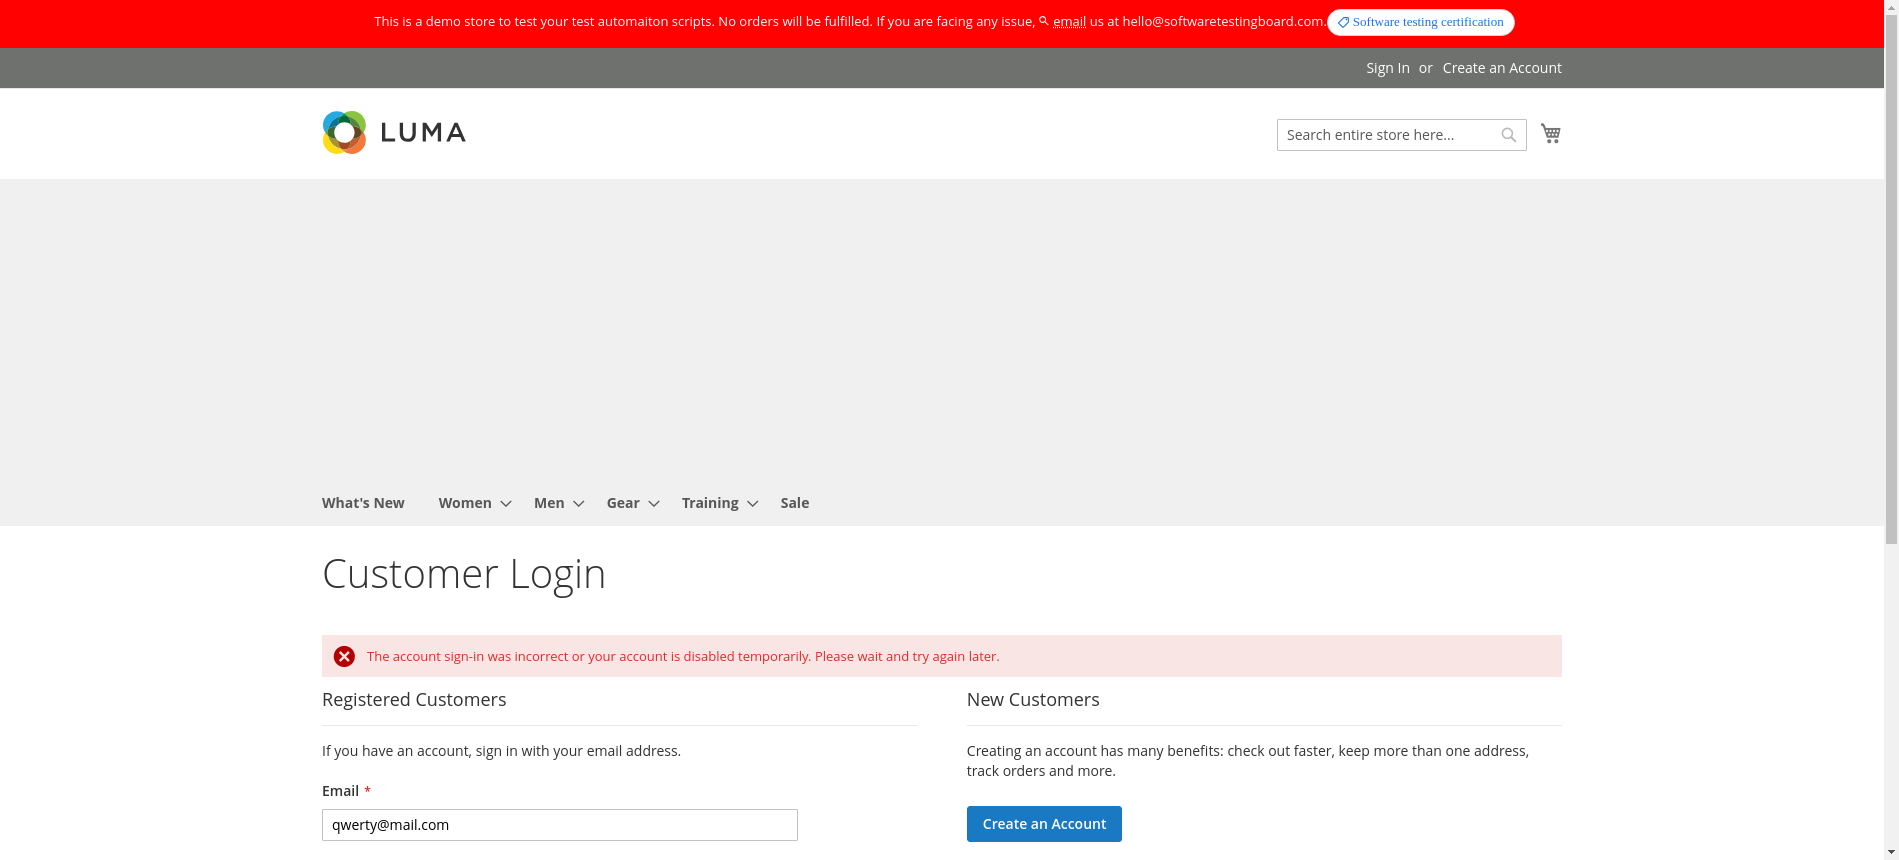 This is a demo store to test your test automaiton scripts. No orders will be fulfilled. If you are facing any issue, email us at hello@softwaretestingboard.com. Software testing certification
Sign In or Create an Account
LUMA
Search entire store here...
What's New Women Men Gear Training Sale
Customer Login
The account sign-in was incorrect or your account is disabled temporarily. Please wait and try again later.
Registered Customers
If you have an account, sign in with your email address.
Email *
qwerty@mail.com
New Customers
Creating an account has many benefits: check out faster, keep more than one address,
track orders and more.
Create an Account